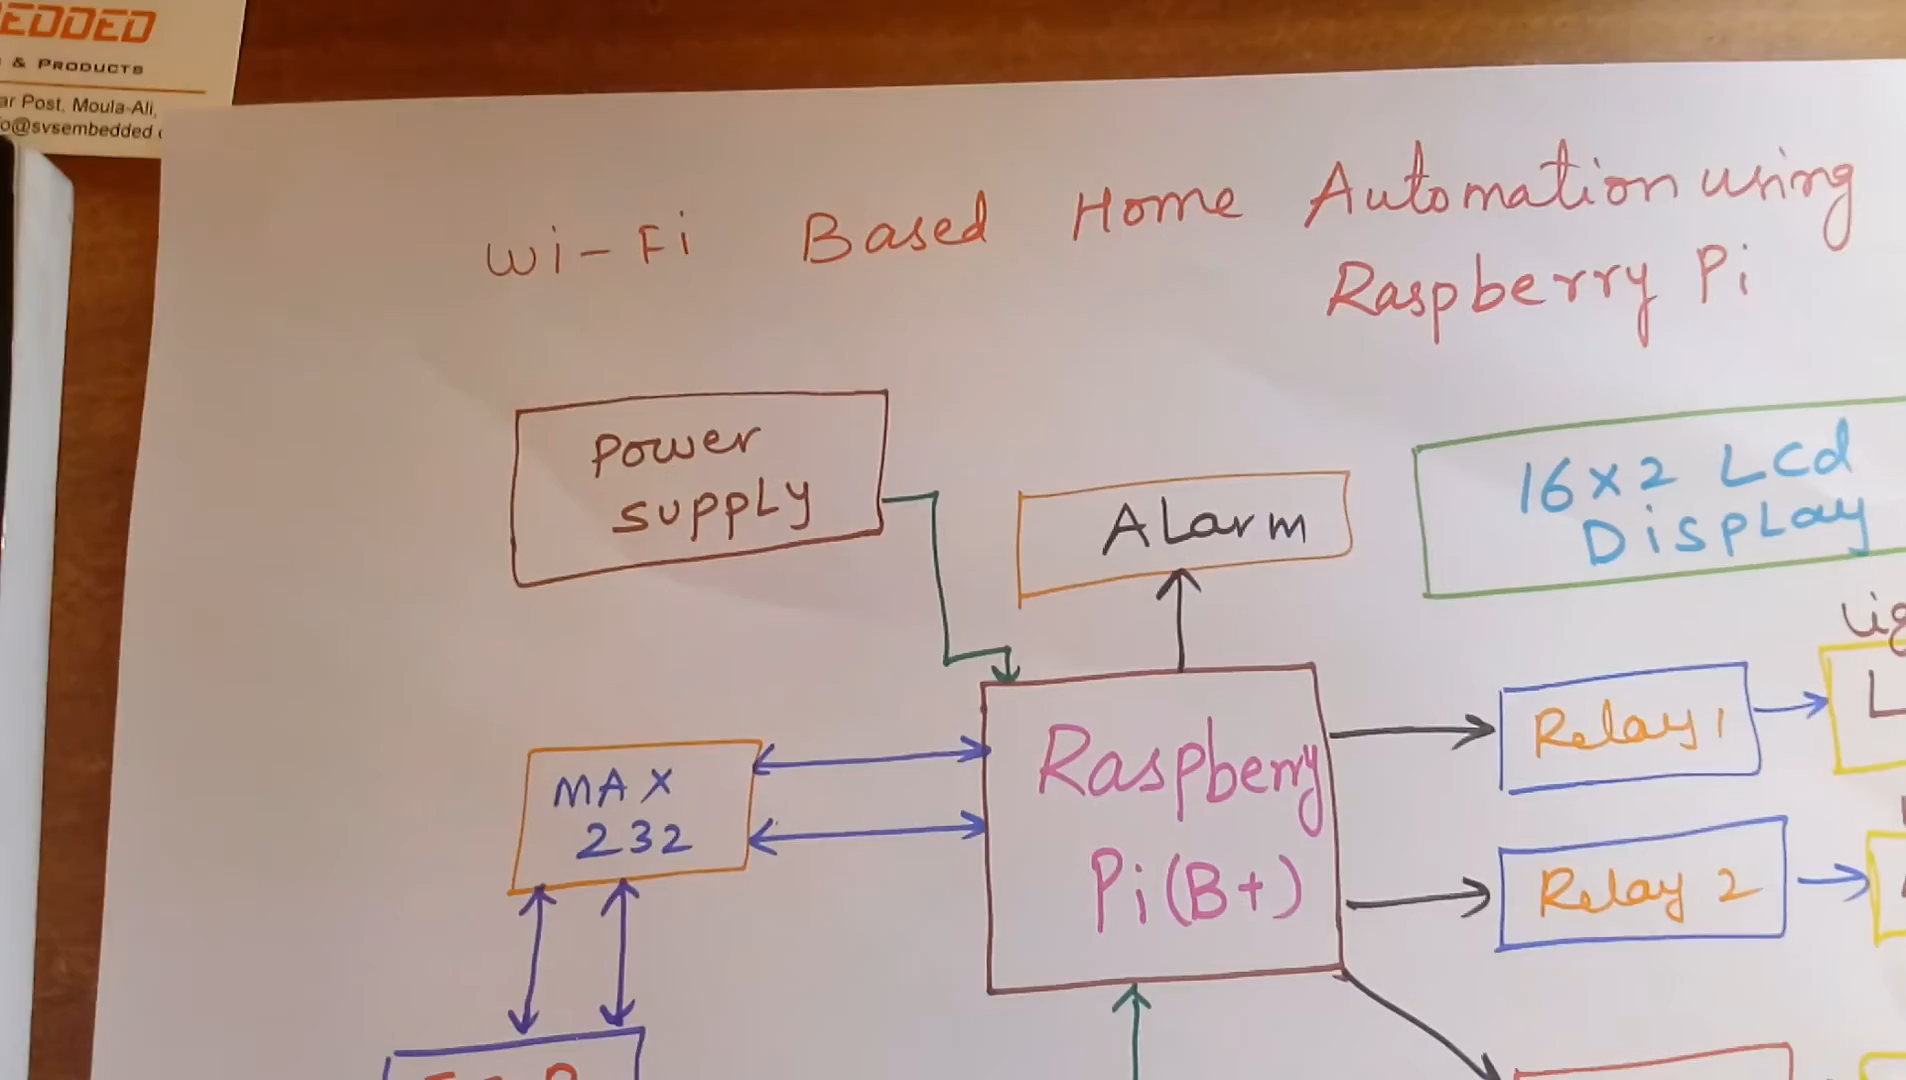 EDDED
& PRODUCTS
ar Post, Moula-Ali,
o@svsembedded
Wi-Fi Based Home Automation using
Raspberry Pi
Power
supply
ALarm
16x2 LCd
Display
Relay 1
MAX
232
Raspberry
Pi (B+)
Relay 2